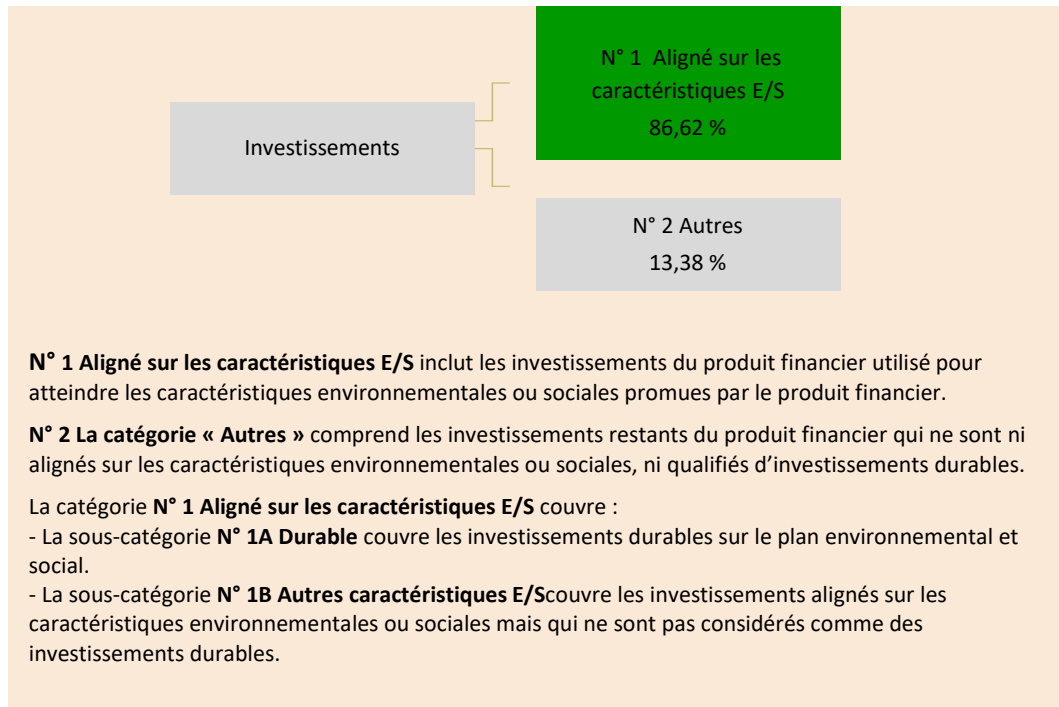 N° 1 Aligné sur les
caractéristiques E/S
86,62 %
Investissements
N° 2 Autres
13,38 %
N° 1 Aligné sur les caractéristiques E/S inclut les investissements du produit financier utilisé pour
atteindre les caractéristiques environnementales ou sociales promues par le produit financier.
N° 2 La catégorie « Autres » comprend les investissements restants du produit financier qui ne sont ni
alignés sur les caractéristiques environnementales ou sociales, ni qualifiés d’investissements durables.
La catégorie N° 1 Aligné sur les caractéristiques E/S couvre :
- La sous-catégorie N° 1A Durable couvre les investissements durables sur le plan environnemental et
social.
- La sous-catégorie N° 1B Autres caractéristiques E/Scouvre les investissements alignés sur les
caractéristiques environnementales ou sociales mais qui ne sont pas considérés comme des
investissements durables.